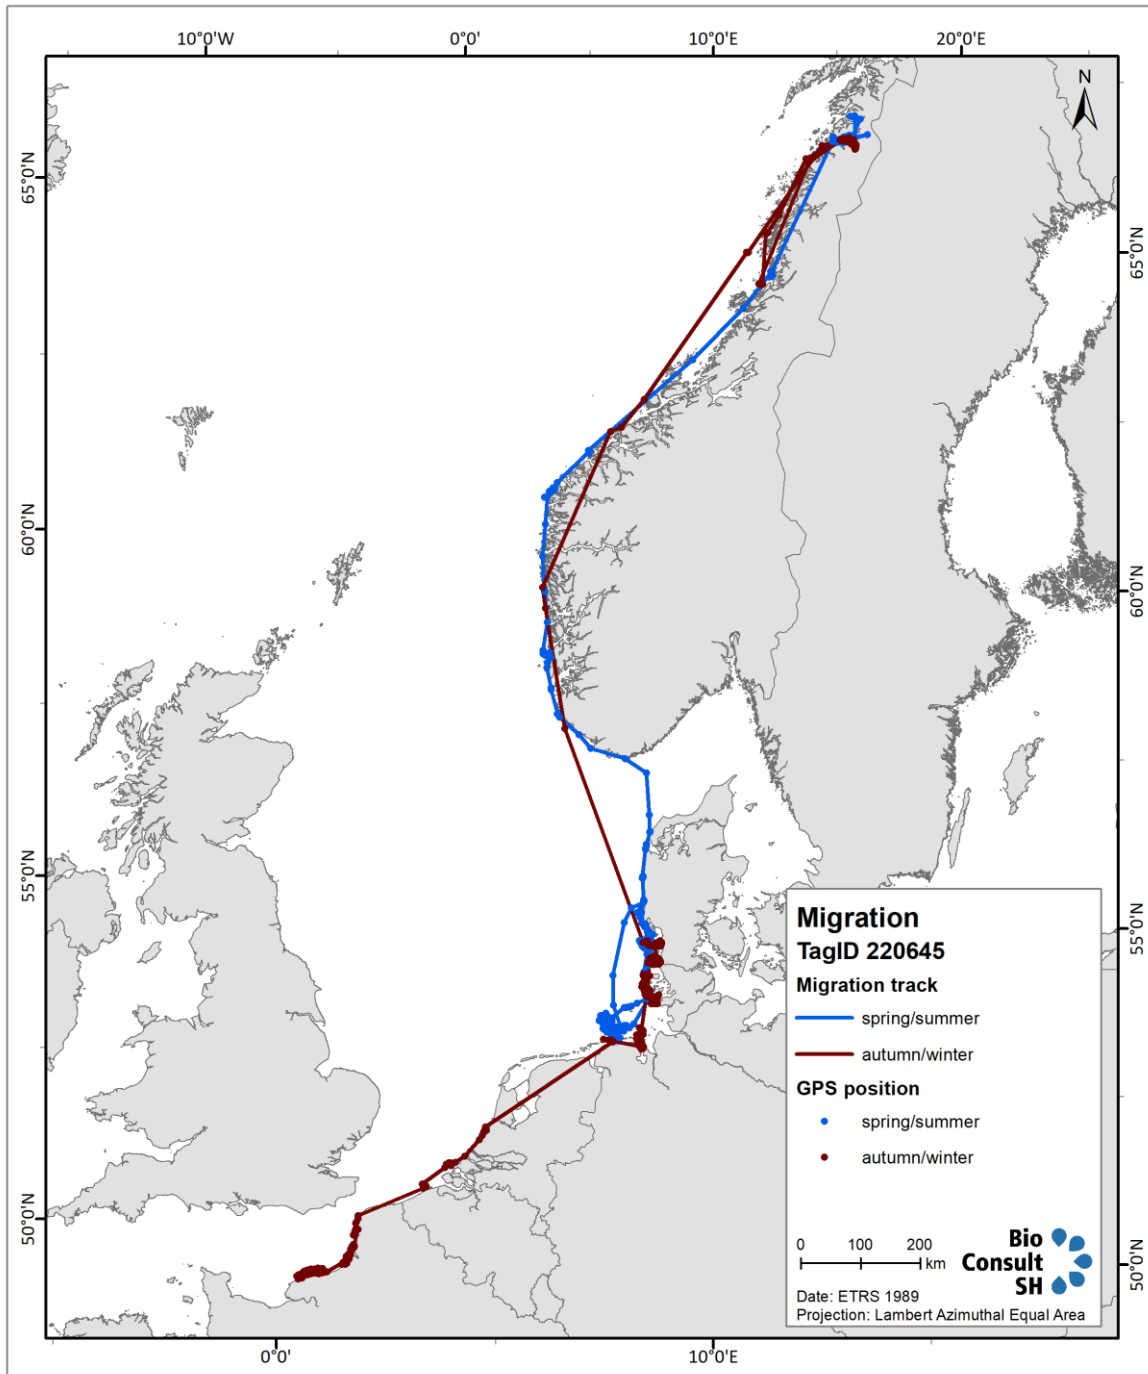 10°0'W 0°0' 10°0'E 20°0'E
N
65°0'N
65°0'N
60°0'N
60°0'N
55°0'N
55°0'N
50°0'N
50°0'N
Migration
TagID 220645
Migration track
spring/summer
autumn/winter
GPS position
spring/summer
autumn/winter
0 100 200
km
Bio
Consult
SH
Date: ETRS 1989
Projection: Lambert Azimuthal Equal Area
0°0' 10°0'E